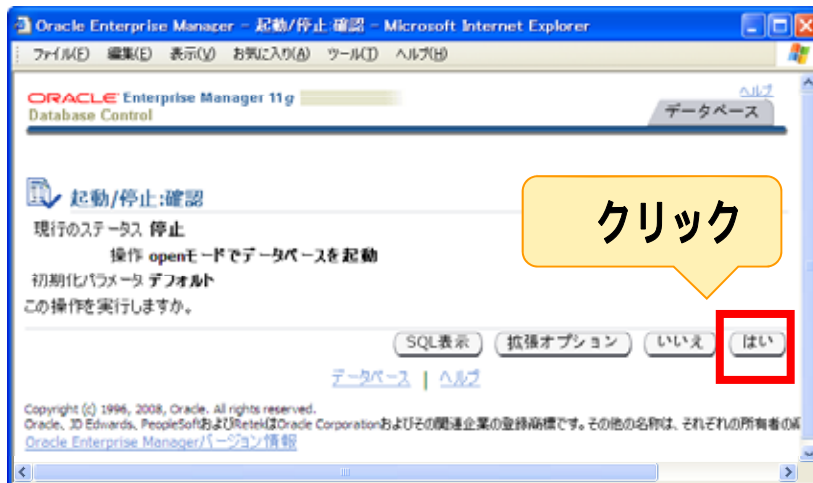 Oracle Enterprise Manager - 起動/停止:確認 - Microsoft Internet Explorer
ファイル(F) 編集(E) 表示(V) お気に入り(A) ツール(T) ヘルプ(H)
ORACLE Enterprise Manager 11g
Database Control
ヘルプ
データベース
起動/停止:確認
クリック
現行のステータス 停止
操作 openモードでデータベースを起動
初期化パラメータ デフォルト
この操作を実行しますか。
SQL表示 拡張オプション いいえ はい
データベース | ヘルプ
Copyright (c) 1996, 2008, Oracle. All rights reserved.
Oracle、JD Edwards、PeopleSoftおよびRetekはOracle Corporationおよびその関連企業の登録商標です。その他の名称は、それぞれの所有者の
Oracle Enterprise Managerバージョン情報